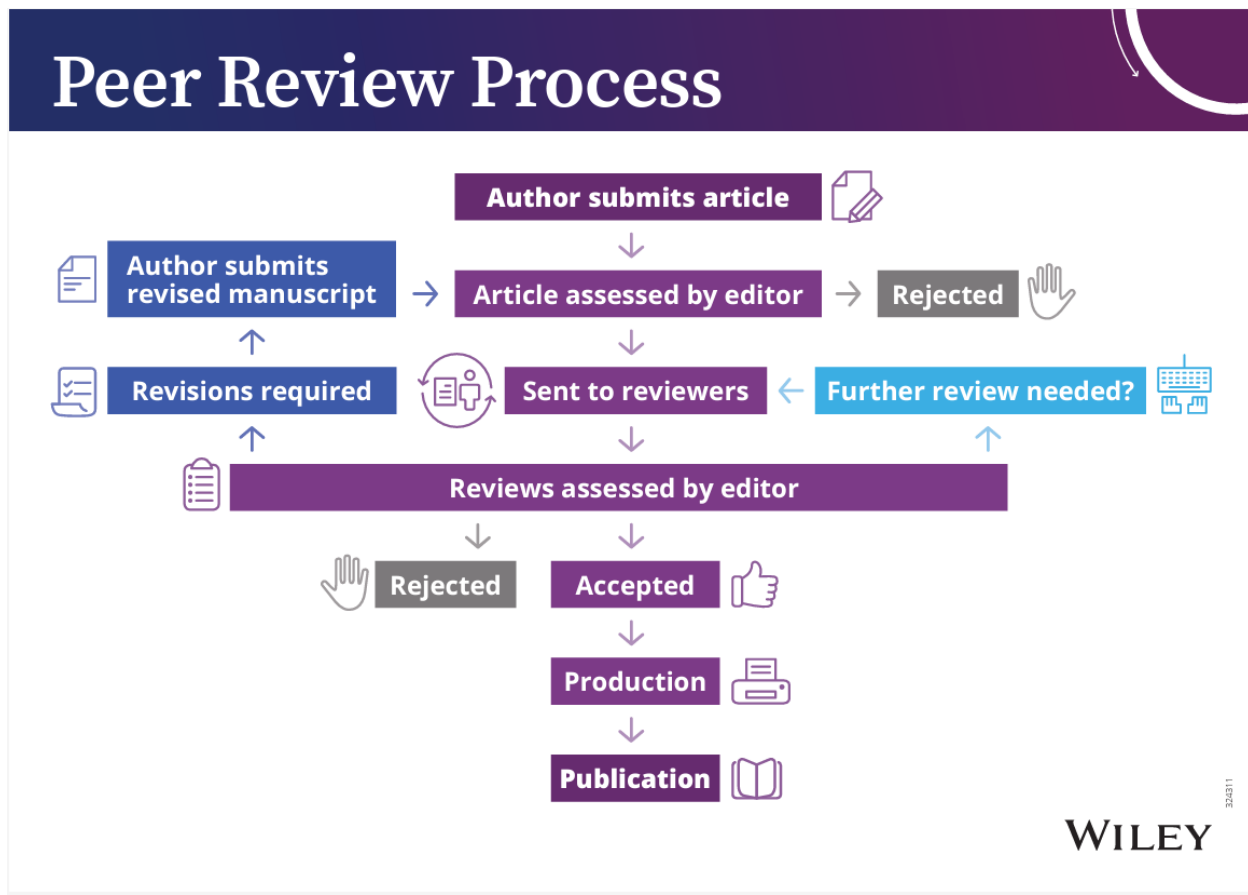 Peer Review Process
Author submits article
Author submits
revised manuscript
Article assessed by editor
Rejected
Revisions required
Sent to reviewers
Further review needed?
Reviews assessed by editor
Rejected
Accepted
Production
Publication
324311
WILEY